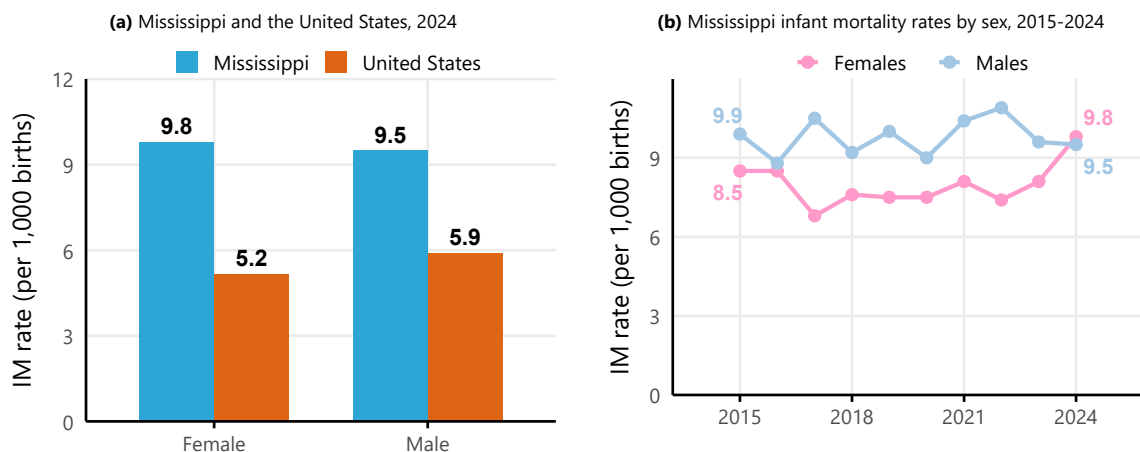 (a) Mississippi and the United States, 2024
Mississippi United States
IM rate (per 1,000 births)
12
9
6
3
0
9.8
5.2
9.5
5.9
Female Male
(b) Mississippi infant mortality rates by sex, 2015-2024
Females Males
IM rate (per 1,000 births)
9
6
3
0
9.9
8.5
9.8
9.5
2015 2018 2021 2024